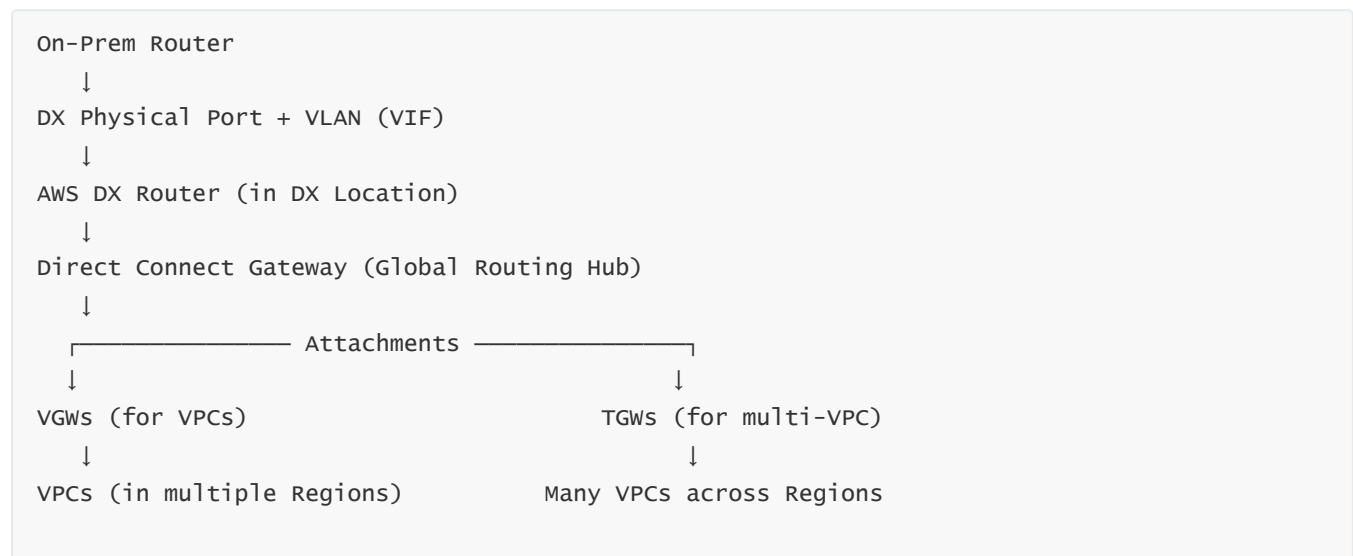 On-Prem Router
↓
DX Physical Port + VLAN (VIF)
↓
AWS DX Router (in DX Location)
↓
Direct Connect Gateway (Global Routing Hub)
↓
┌─────────────── Attachments ───────────────┐
↓ ↓
VGWs (for VPCs) TGWs (for multi-VPC)
↓ ↓
VPCs (in multiple Regions) Many VPCs across Regions